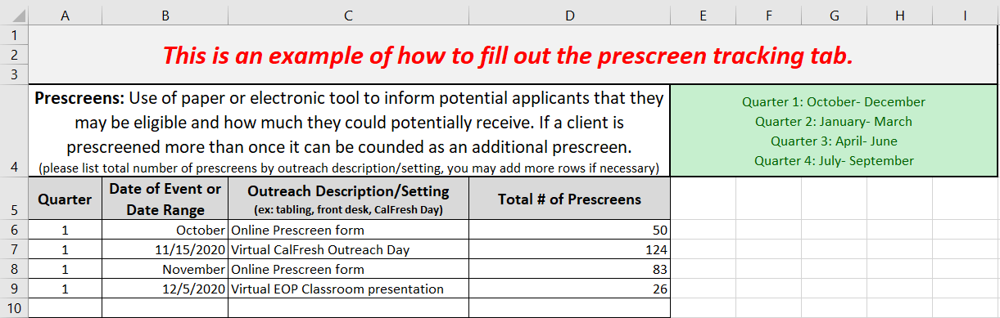 A B C D E F G H I
1
2 This is an example of how to fill out the prescreen tracking tab.
3
Prescreens: Use of paper or electronic tool to inform potential applicants that they
may be eligible and how much they could potentially receive. If a client is
prescreened more than once it can be counded as an additional prescreen.
4 (please list total number of prescreens by outreach description/setting, you may add more rows if necessary)
Quarter 1: October- December
Quarter 2: January- March
Quarter 3: April- June
Quarter 4: July- September
5 Quarter
Date of Event or
Date Range
Outreach Description/Setting
(ex: tabling, front desk, CalFresh Day)
Total # of Prescreens
6 1 October Online Prescreen form 50
7 1 11/15/2020 Virtual CalFresh Outreach Day 124
8 1 November Online Prescreen form 83
9 1 12/5/2020 Virtual EOP Classroom presentation 26
10